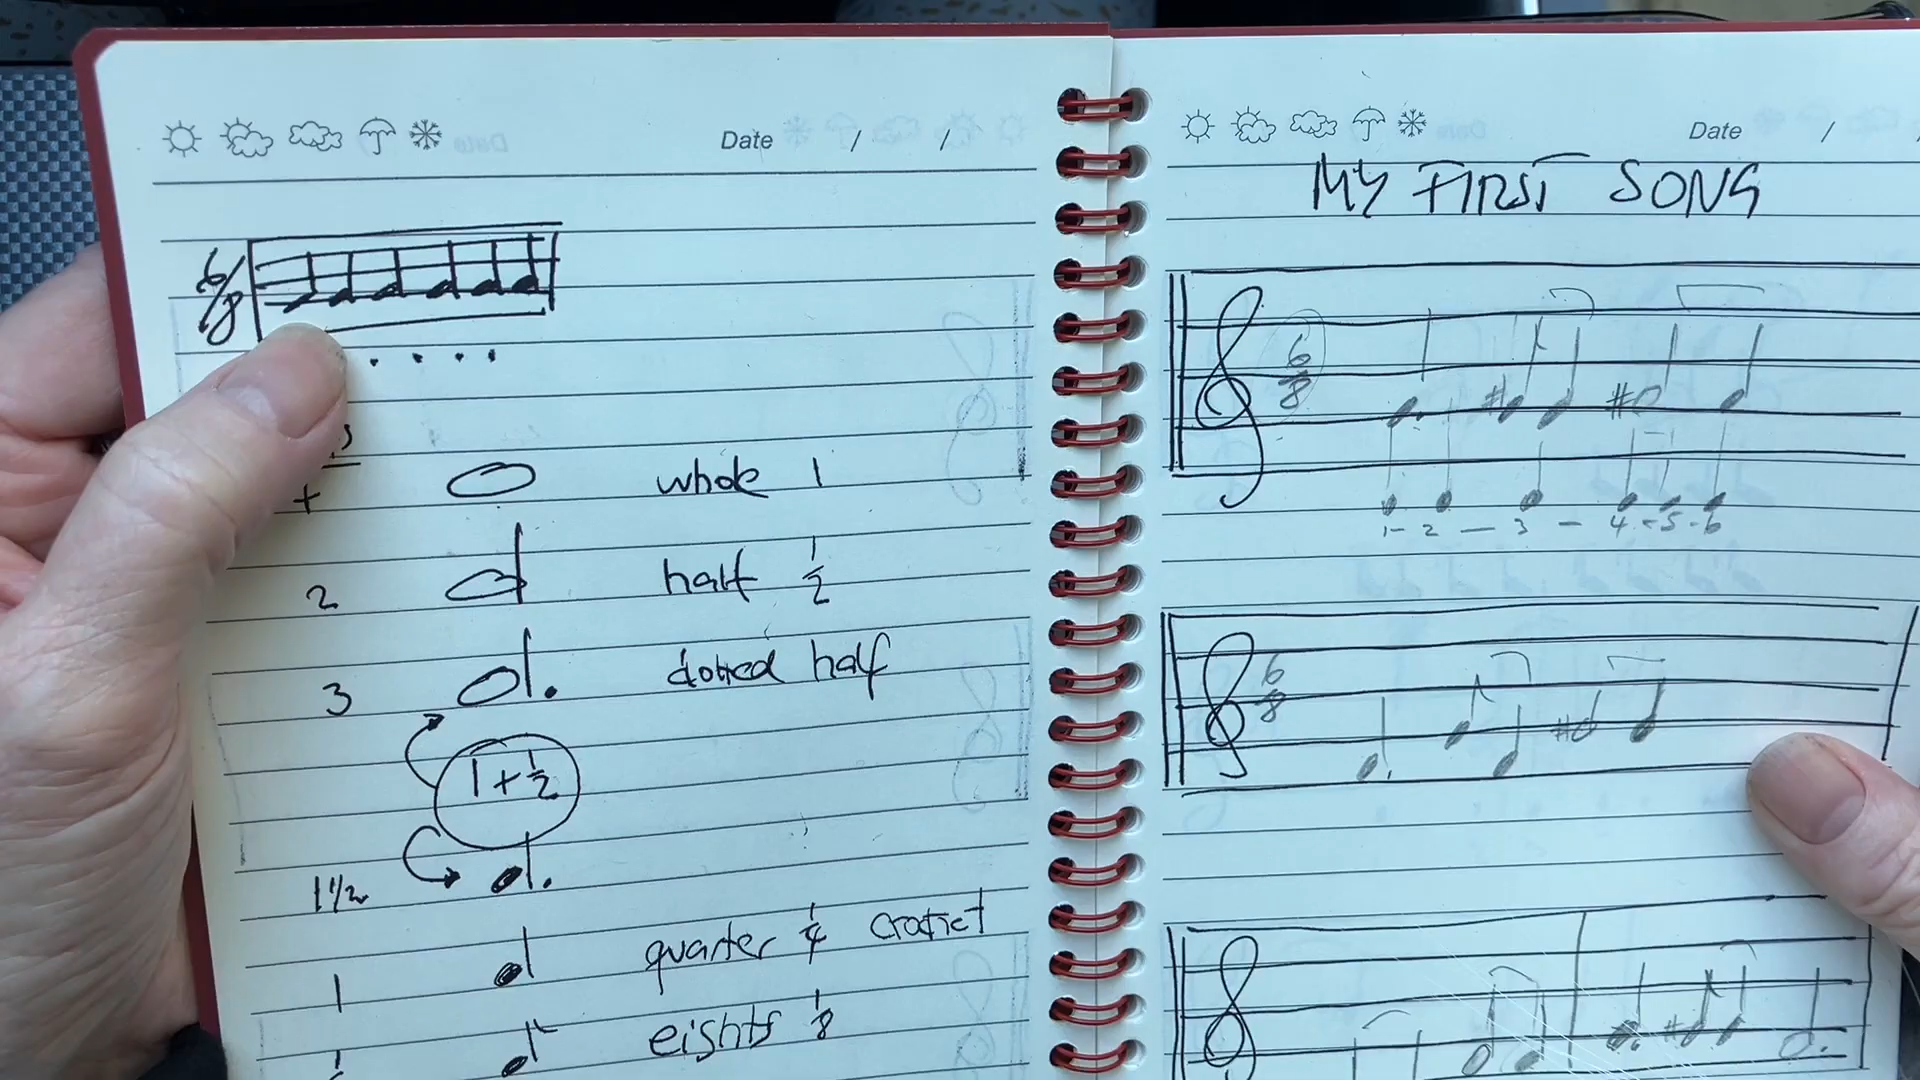 Date / /
6/8
whole 1
2 half 1/2
3 dotted half
1+1/2
1 1/2
1 quarter 1/4 crotict
eights 1/8
Date /
MY FIRST SONG
6/8
1-2-3-4-5-6
6/8